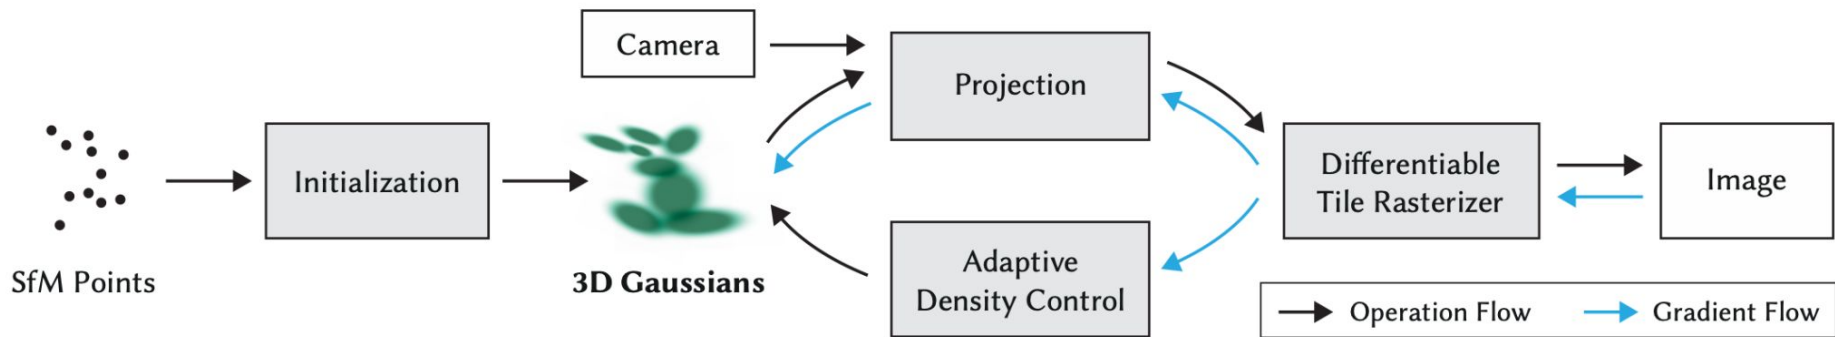 Camera
Projection
Initialization
Differentiable
Tile Rasterizer
Image
Adaptive
Density Control
SfM Points
3D Gaussians
Operation Flow
Gradient Flow